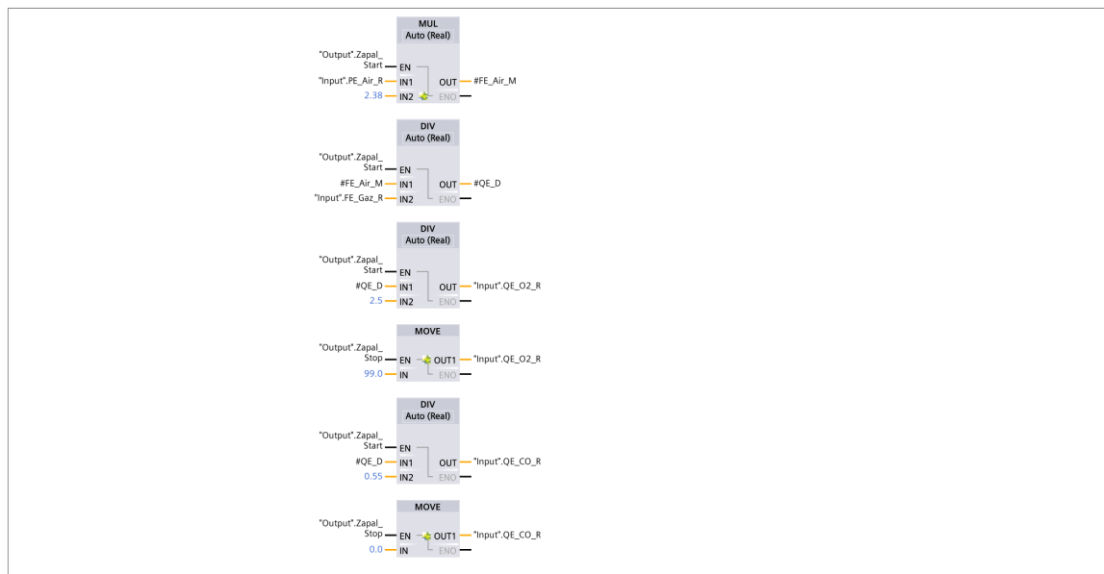 MUL
Auto (Real)
"Output".Zapal_
Start EN
"Input".PE_Air_R IN1 OUT #FE_Air_M
2.38 IN2 ENO
DIV
Auto (Real)
"Output".Zapal_
Start EN
#FE_Air_M IN1 OUT #QE_D
"Input".FE_Gaz_R IN2 ENO
DIV
Auto (Real)
"Output".Zapal_
Start EN
#QE_D IN1 OUT "Input".QE_O2_R
2.5 IN2 ENO
MOVE
"Output".Zapal_
Stop EN OUT1 "Input".QE_O2_R
99.0 IN ENO
DIV
Auto (Real)
"Output".Zapal_
Start EN
#QE_D IN1 OUT "Input".QE_CO_R
0.55 IN2 ENO
MOVE
"Output".Zapal_
Stop EN OUT1 "Input".QE_CO_R
0.0 IN ENO